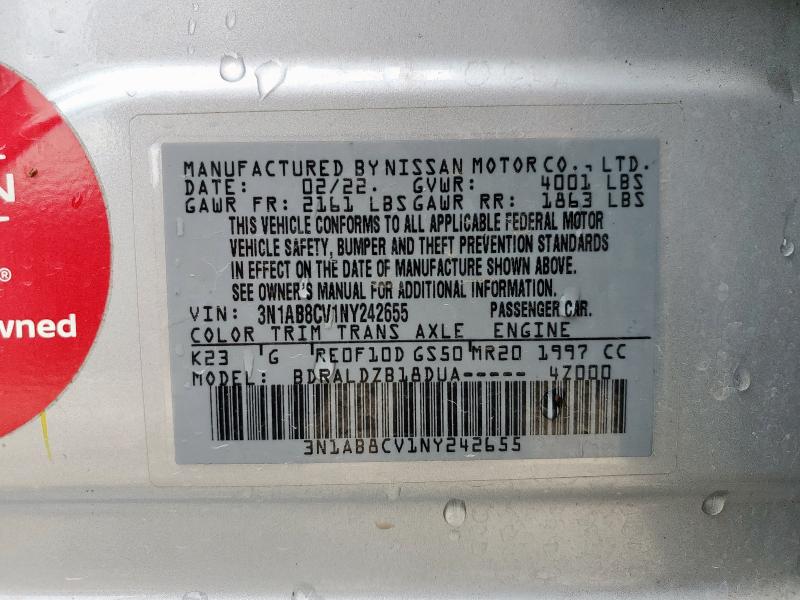 N
®
wned
MANUFACTURED BY NISSAN MOTOR CO., LTD.
DATE: 02/22. GVWR: 4001 LBS
GAWR FR: 2161 LBS GAWR RR: 1863 LBS
THIS VEHICLE CONFORMS TO ALL APPLICABLE FEDERAL MOTOR
VEHICLE SAFETY, BUMPER AND THEFT PREVENTION STANDARDS
IN EFFECT ON THE DATE OF MANUFACTURE SHOWN ABOVE.
SEE OWNER'S MANUAL FOR ADDITIONAL INFORMATION.
VIN: 3N1AB8CV1NY242655 PASSENGER CAR.
COLOR TRIM TRANS AXLE ENGINE
K23 G RE0F10D GS50 MR20 1997 CC
MODEL: BDRALDZB18DUA----- 4Z000
3N1AB8CV1NY242655